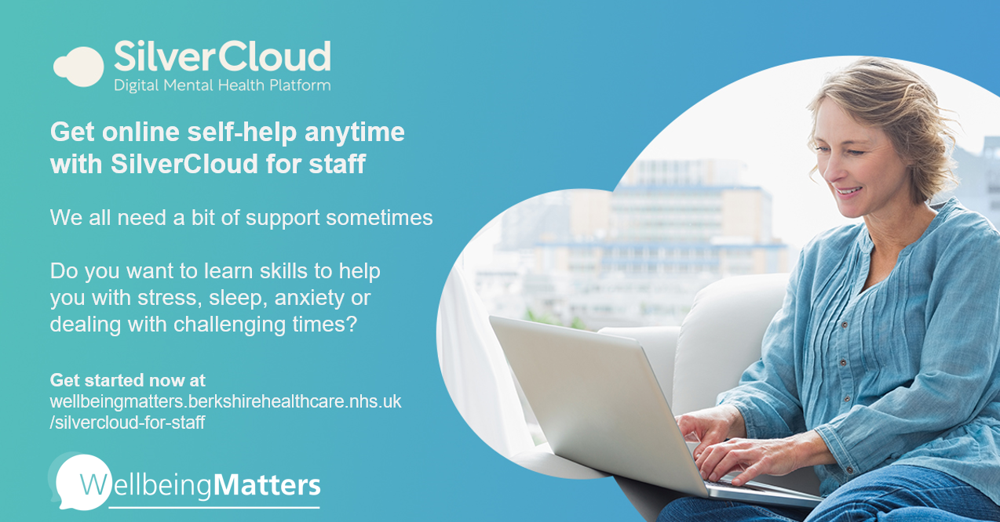 SilverCloud
Digital Mental Health Platform
Get online self-help anytime
with SilverCloud for staff
We all need a bit of support sometimes
Do you want to learn skills to help
you with stress, sleep, anxiety or
dealing with challenging times?
Get started now at
wellbeingmatters.berkshirehealthcare.nhs.uk
/silvercloud-for-staff
WellbeingMatters